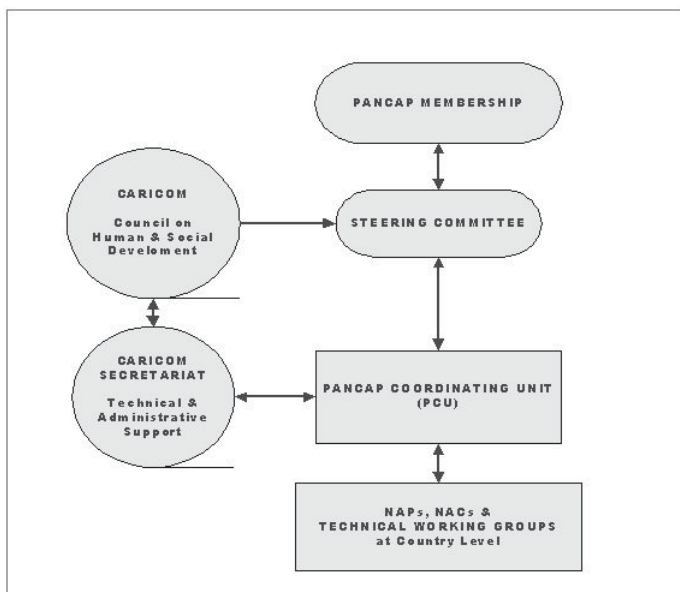 PANCAP MEMBERSHIP
CARICOM
Council on
Human & Social
Develoment
STEERING COMMITTEE
CARICOM
SECRETARIAT
Technical &
Administrative
Support
PANCAP COORDINATING UNIT
(PCU)
NAPs, NACs &
TECHNICAL WORKING GROUPS
at Country Level